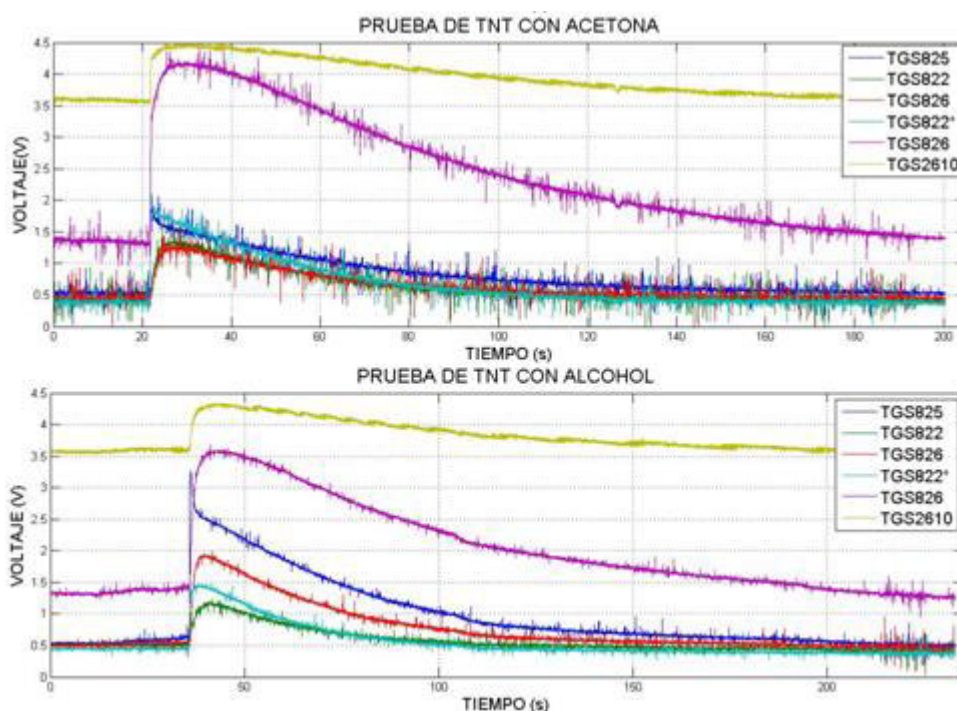 PRUEBA DE TNT CON ACETONA
VOLTAJE(V)
4.5
4
3.5
3
2.5
2
1.5
1
0.5
0
0 20 40 60 80 100 120 140 160 180 200
TIEMPO (s)
TGS825
TGS822
TGS826
TGS822*
TGS826
TGS2610
PRUEBA DE TNT CON ALCOHOL
VOLTAJE (V)
4.5
4
3.5
3
2.5
2
1.5
1
0.5
0
0 50 100 150 200
TIEMPO (s)
TGS825
TGS822
TGS826
TGS822*
TGS826
TGS2610